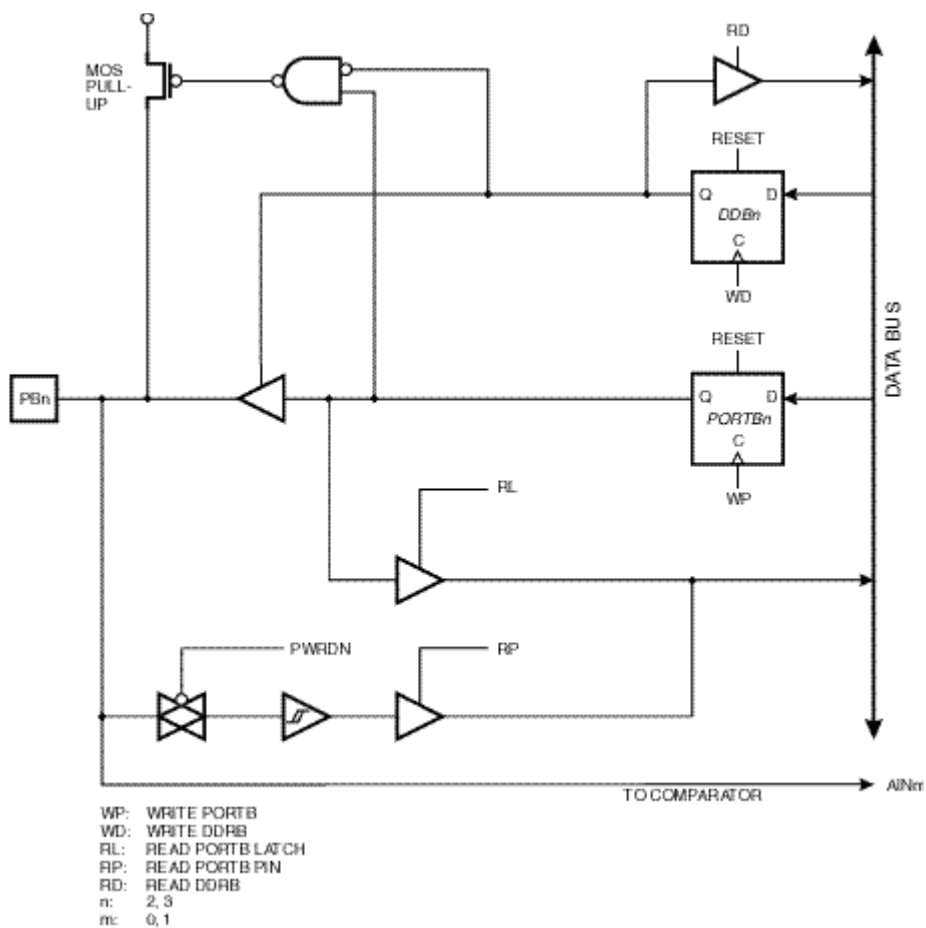 RD
MOS
PULL-
UP
RESET
Q
D
DDBn
C
WD
DATA BUS
RESET
PBn
Q
D
PORTBn
C
WP
RL
PWRDN
RP
TO COMPARATOR
AINm
WP: WRITE PORTB
WD: WRITE DDRB
RL: READ PORTB LATCH
RP: READ PORTB PIN
RD: READ DDRB
n: 2, 3
m: 0, 1